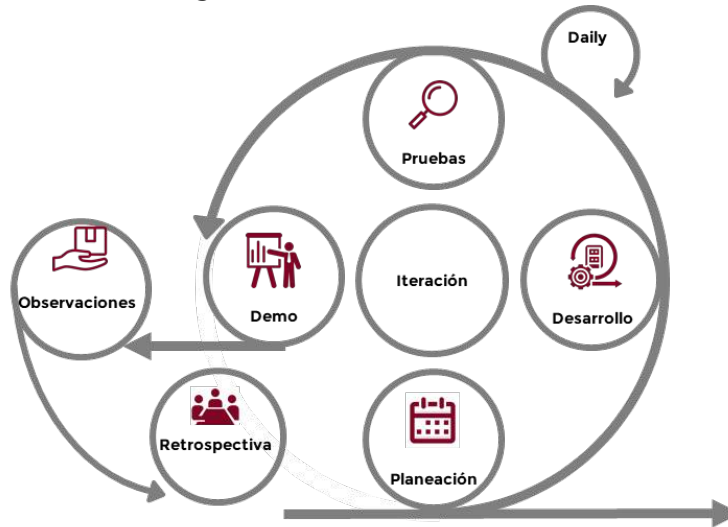 Daily
Pruebas
Iteración
Observaciones
Demo
Desarrollo
Retrospectiva
Planeación